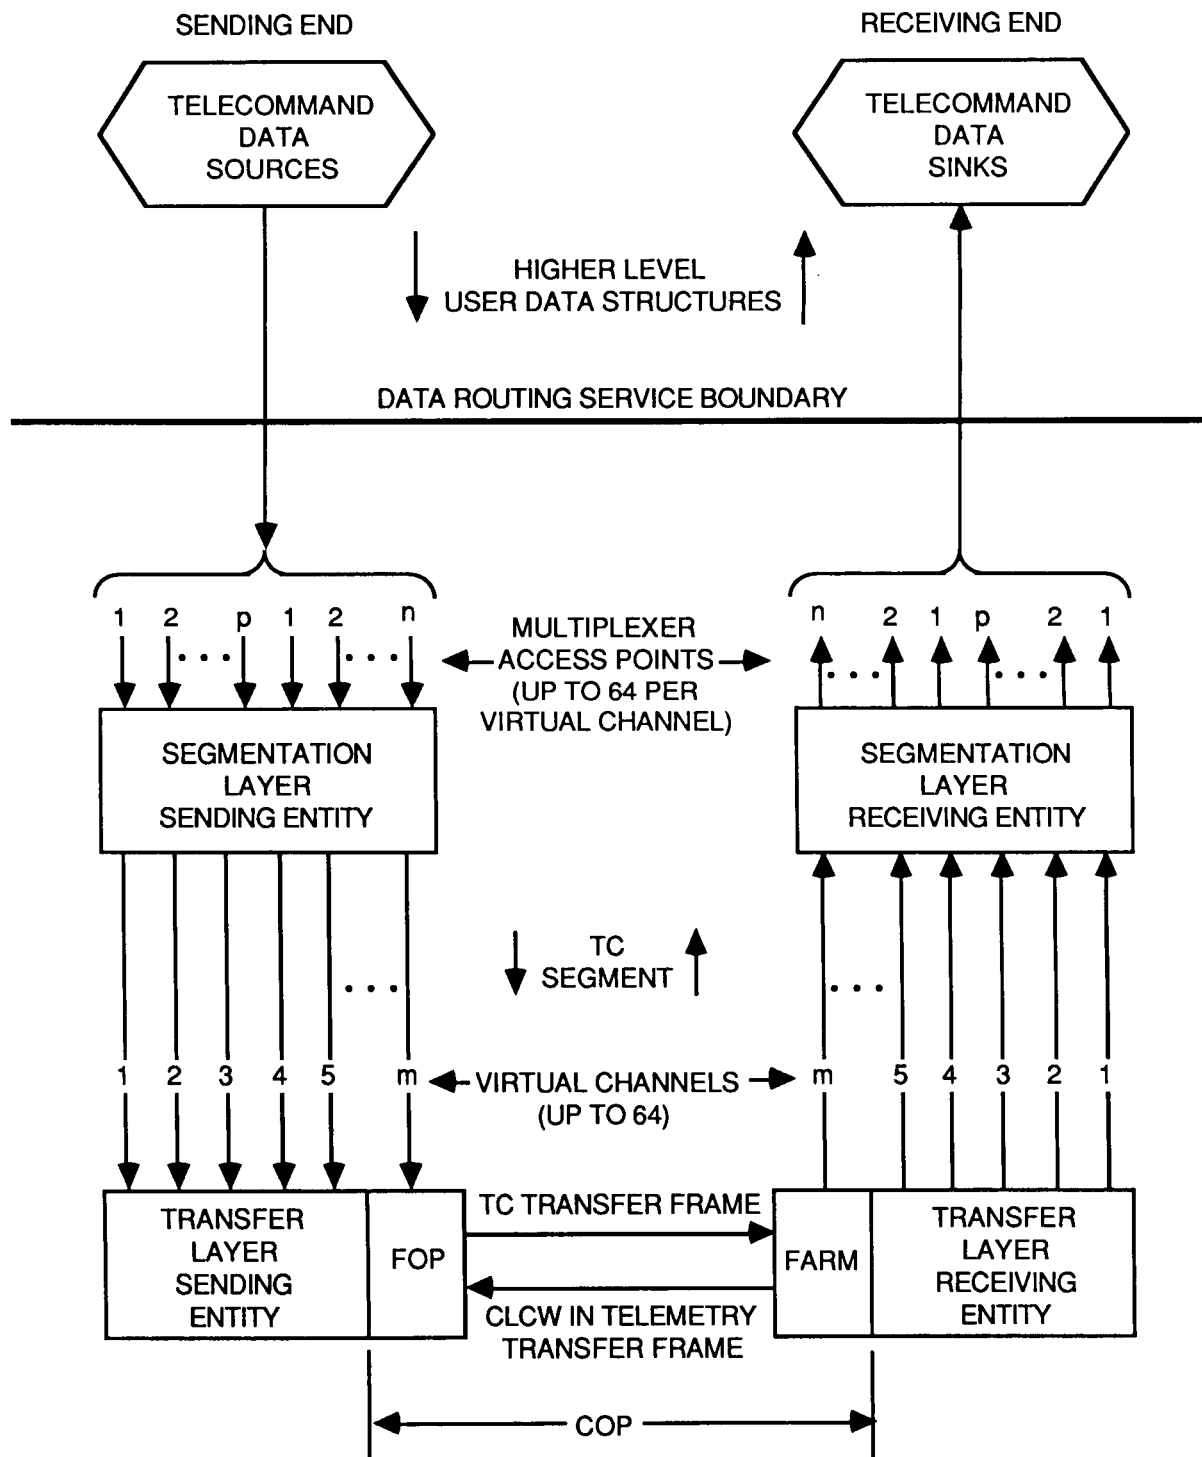 SENDING END
RECEIVING END
TELECOMMAND
DATA
SOURCES
TELECOMMAND
DATA
SINKS
HIGHER LEVEL
USER DATA STRUCTURES
DATA ROUTING SERVICE BOUNDARY
1 2 p 1 2 n
MULTIPLEXER
ACCESS POINTS
(UP TO 64 PER
VIRTUAL CHANNEL)
n 2 1 p 2 1
SEGMENTATION
LAYER
SENDING ENTITY
SEGMENTATION
LAYER
RECEIVING ENTITY
TC
SEGMENT
1 2 3 4 5 m
VIRTUAL CHANNELS
(UP TO 64)
m 5 4 3 2 1
TRANSFER
LAYER
SENDING
ENTITY
FOP
TC TRANSFER FRAME
CLCW IN TELEMETRY
TRANSFER FRAME
FARM
TRANSFER
LAYER
RECEIVING
ENTITY
COP